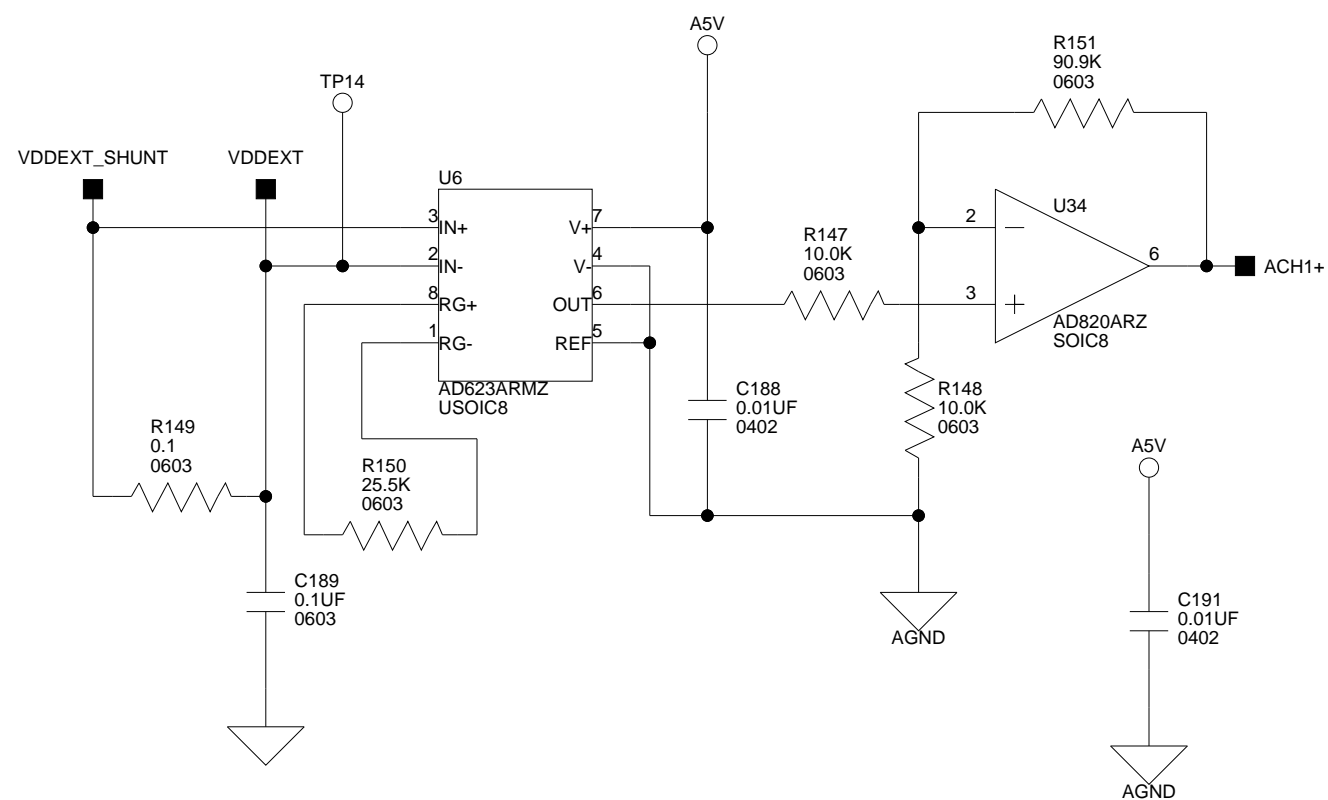 A5V
R151
90.9K
0603
TP14
VDDEXT_SHUNT
VDDEXT
U6
3
IN+
2
IN-
8
RG+
1
RG-
7
V+
4
V-
6
OUT
5
REF
AD623ARMZ
USOIC8
R147
10.0K
0603
U34
2
3
6
ACH1+
AD820ARZ
SOIC8
R149
0.1
0603
R150
25.5K
0603
C188
0.01UF
0402
R148
10.0K
0603
A5V
C189
0.1UF
0603
AGND
C191
0.01UF
0402
AGND